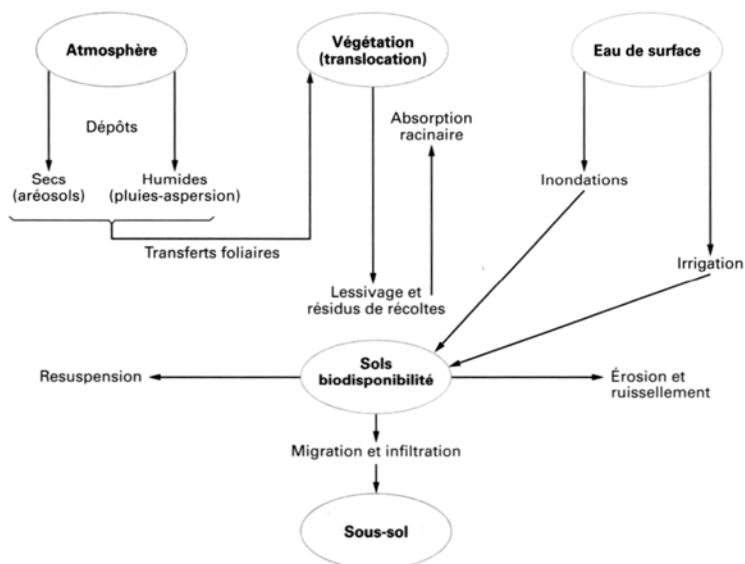 Atmosphère
Végétation
(translocation)
Eau de surface
Dépôts
Absorption
racinaire
Secs
(aréosols)
Humides
(pluies-aspersion)
Inondations
Transferts foliaires
Irrigation
Lessivage et
résidus de récoltes
Sols
biodisponibilité
Resuspension
Érosion et
ruissellement
Migration et infiltration
Sous-sol